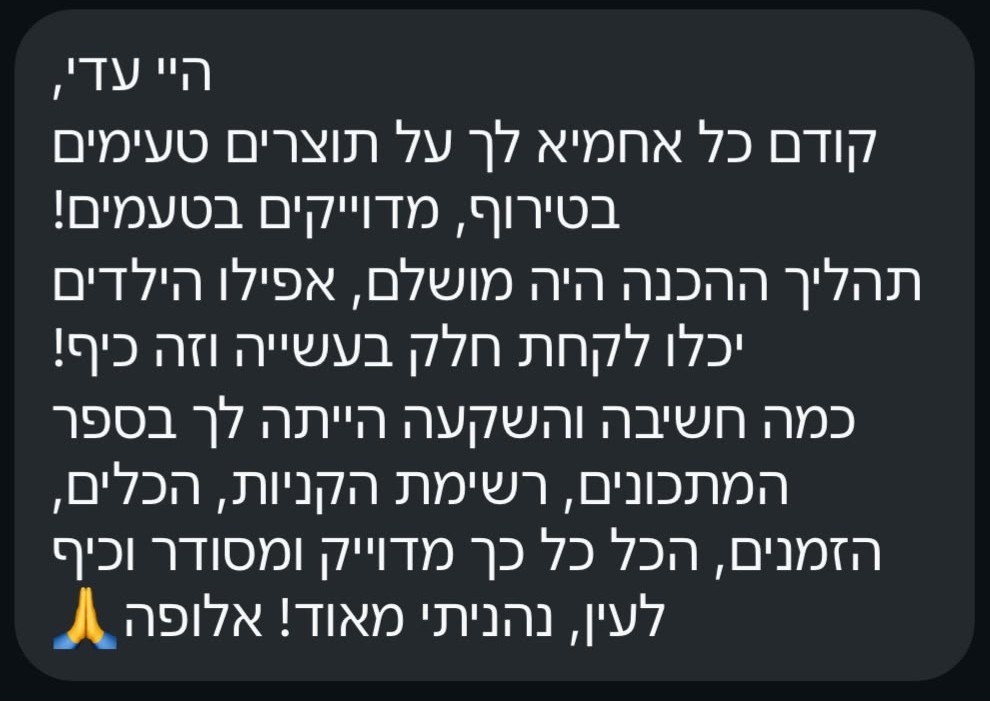 היי עדי,
קודם כל אחמיא לך על תוצרים טעימים
בטירוף, מדוייקים בטעמים!
תהליך ההכנה היה מושלם, אפילו הילדים
יכלו לקחת חלק בעשייה וזה כיף!
כמה חשיבה והשקעה הייתה לך בספר
המתכונים, רשימת הקניות, הכלים,
הזמנים, הכל כל כך מדוייק ומסודר וכיף
לעין, נהניתי מאוד! אלופה🙏